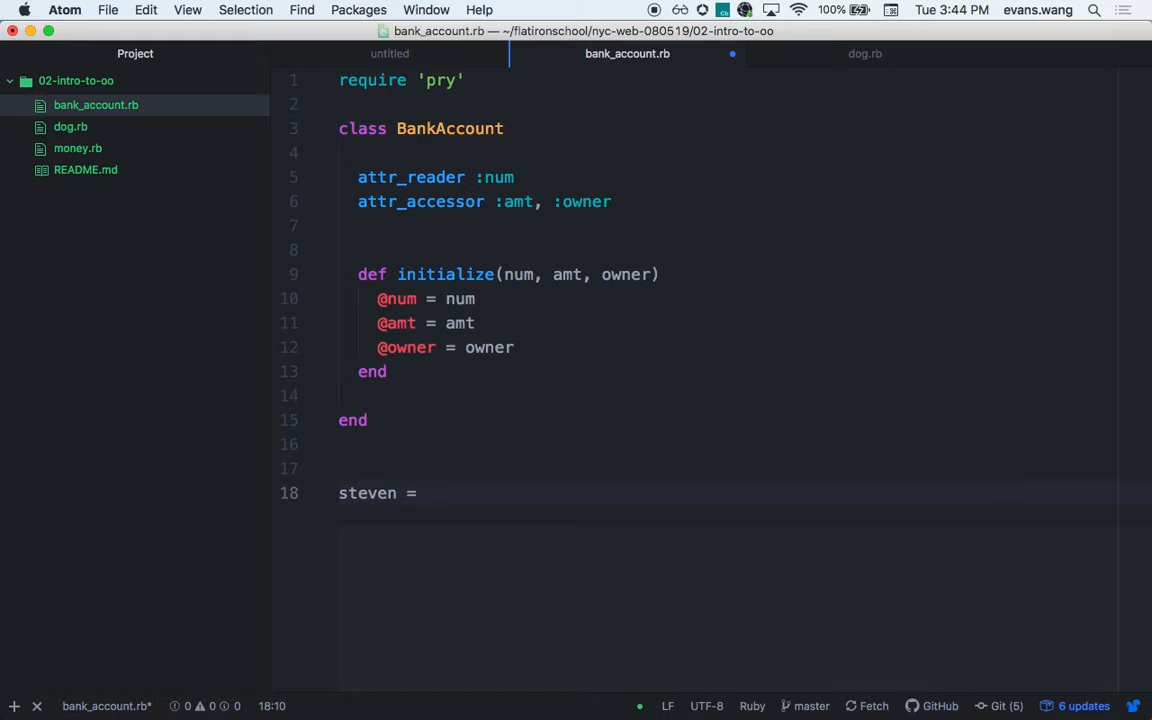 Atom File Edit View Selection Find Packages Window Help 100% Tue 3:44 PM evans.wang
bank_account.rb — ~/flatironschool/nyc-web-080519/02-intro-to-oo
Project untitled bank_account.rb dog.rb
02-intro-to-oo
bank_account.rb
dog.rb
money.rb
README.md
1 require 'pry'
2
3 class BankAccount
4
5 attr_reader :num
6 attr_accessor :amt, :owner
7
8
9 def initialize(num, amt, owner)
10 @num = num
11 @amt = amt
12 @owner = owner
13 end
14
15 end
16
17
18 steven =
bank_account.rb* 0 0 0 18:10 LF UTF-8 Ruby master Fetch GitHub Git (5) 6 updates